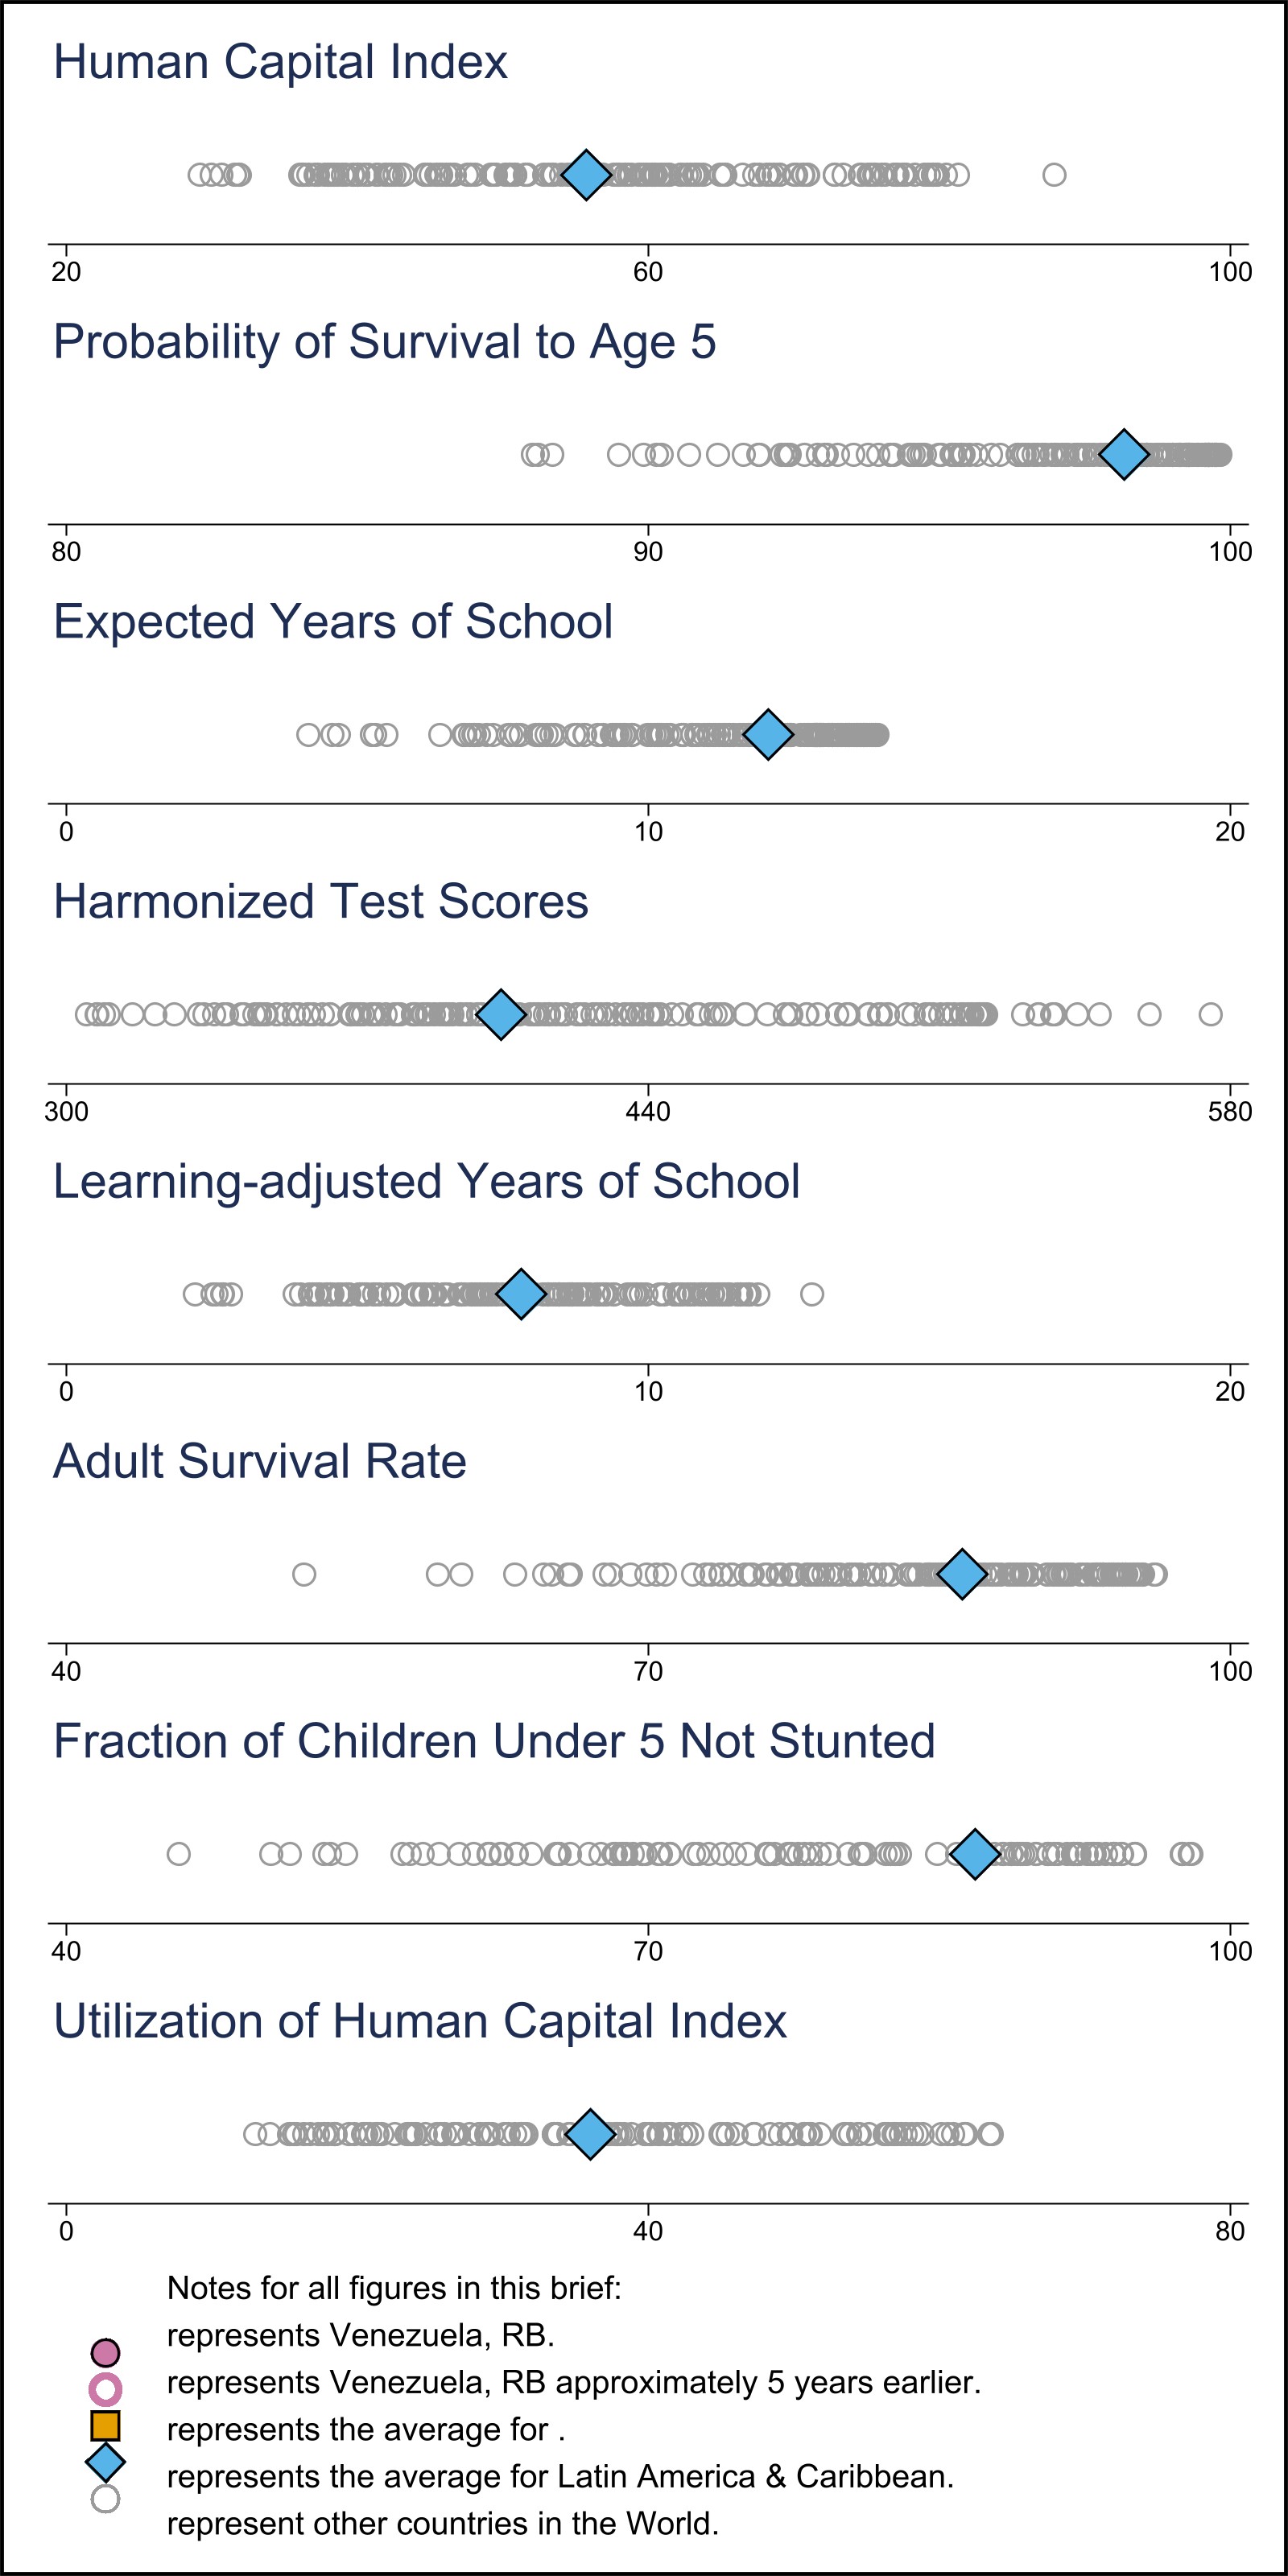 Human Capital Index
20 60 100
Probability of Survival to Age 5
80 90 100
Expected Years of School
0 10 20
Harmonized Test Scores
300 440 580
Learning-adjusted Years of School
0 10 20
Adult Survival Rate
40 70 100
Fraction of Children Under 5 Not Stunted
40 70 100
Utilization of Human Capital Index
0 40 80
Notes for all figures in this brief:
represents Venezuela, RB.
represents Venezuela, RB approximately 5 years earlier.
represents the average for .
represents the average for Latin America & Caribbean.
represent other countries in the World.